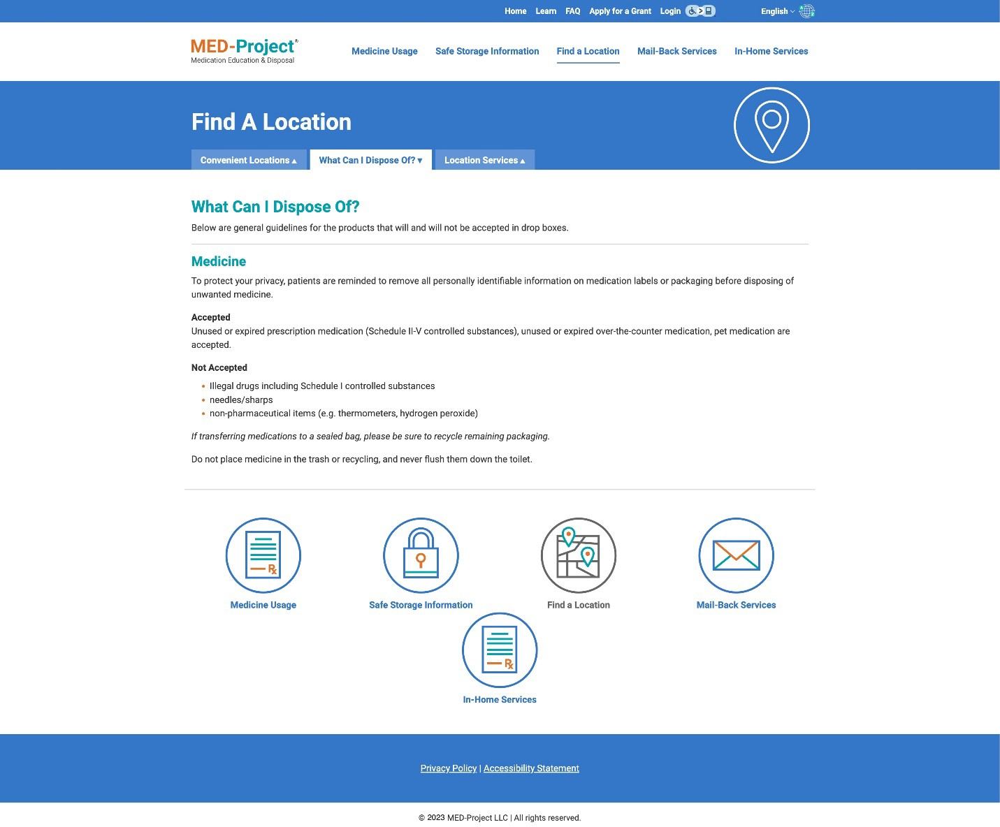 Home Learn FAQ Apply for a Grant Login English
MED-Project®
Medication Education & Disposal
Medicine Usage Safe Storage Information Find a Location Mail-Back Services In-Home Services
Find A Location
Convenient Locations ▴ What Can I Dispose Of? ▾ Location Services ▴
What Can I Dispose Of?
Below are general guidelines for the products that will and will not be accepted in drop boxes.
Medicine
To protect your privacy, patients are reminded to remove all personally identifiable information on medication labels or packaging before disposing of
unwanted medicine.
Accepted
Unused or expired prescription medication (Schedule II-V controlled substances), unused or expired over-the-counter medication, pet medication are
accepted.
Not Accepted
• Illegal drugs including Schedule I controlled substances
• needles/sharps
• non-pharmaceutical items (e.g. thermometers, hydrogen peroxide)
If transferring medications to a sealed bag, please be sure to recycle remaining packaging.
Do not place medicine in the trash or recycling, and never flush them down the toilet.
Rx
Medicine Usage Safe Storage Information Find a Location Mail-Back Services
Rx
In-Home Services
Privacy Policy | Accessibility Statement
© 2023 MED-Project LLC | All rights reserved.